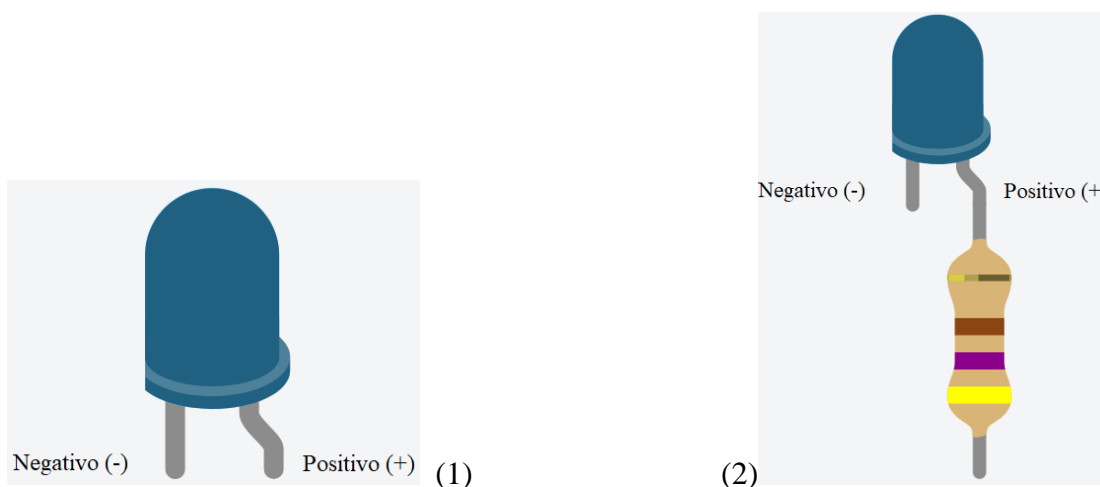 Negativo (-)
Positivo (+)
(1)
Negativo (-)
Positivo (+
(2)